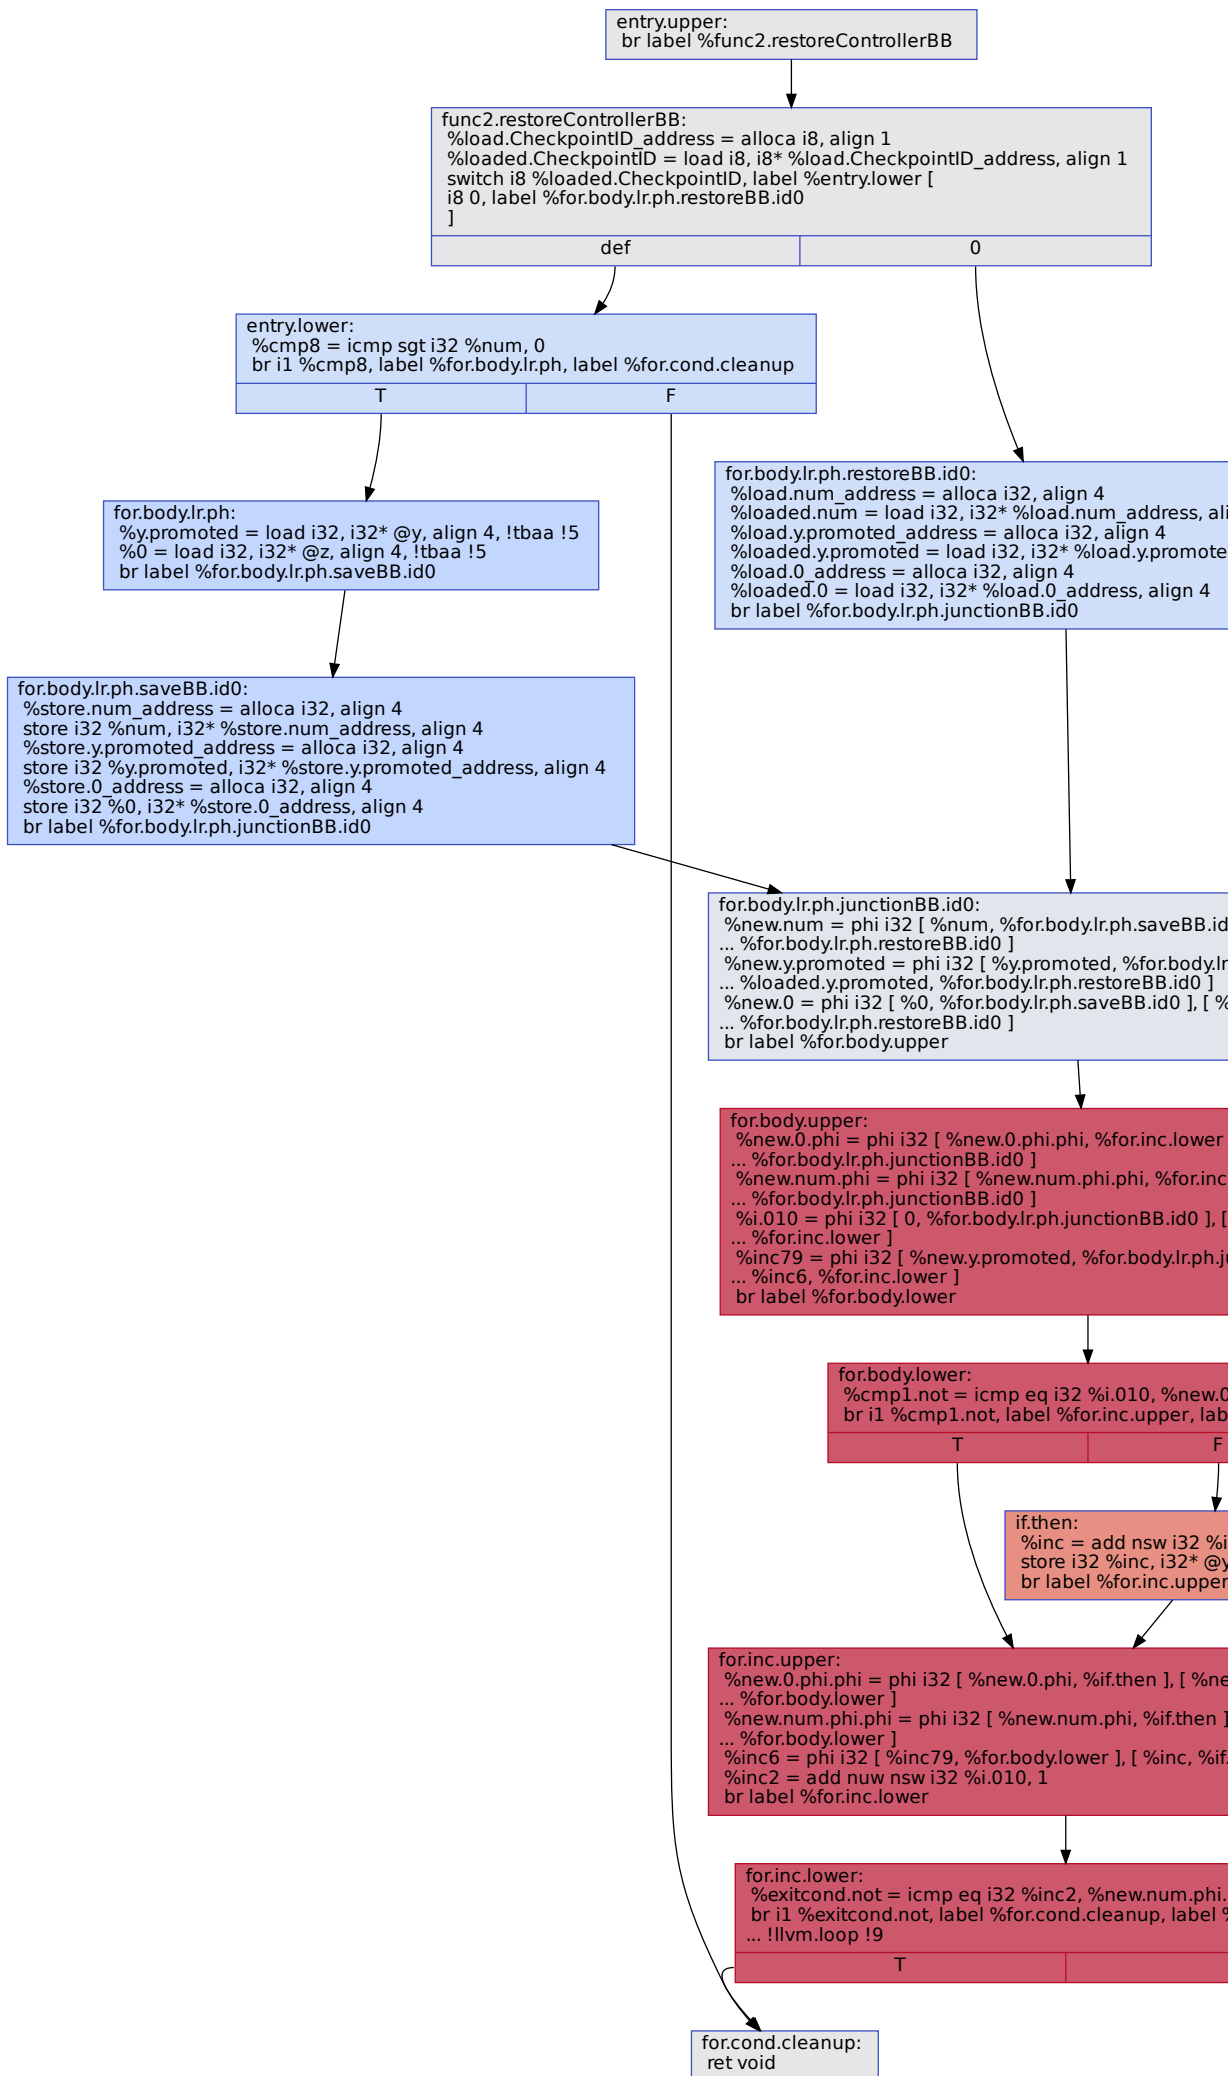 entry.upper:
br label %func2.restoreControllerBB
func2.restoreControllerBB:
%load.CheckpointID_address = alloca i8, align 1
%loaded.CheckpointID = load i8, i8* %load.CheckpointID_address, align 1
switch i8 %loaded.CheckpointID, label %entry.lower [
i8 0, label %for.body.lr.ph.restoreBB.id0
]
def
0
entry.lower:
%cmp8 = icmp sgt i32 %num, 0
br i1 %cmp8, label %for.body.lr.ph, label %for.cond.cleanup
T
F
for.body.lr.ph:
%y.promoted = load i32, i32* @y, align 4, !tbaa !5
%0 = load i32, i32* @z, align 4, !tbaa !5
br label %for.body.lr.ph.saveBB.id0
for.body.lr.ph.restoreBB.id0:
%load.num_address = alloca i32, align 4
%loaded.num = load i32, i32* %load.num_address, ali
%load.y.promoted_address = alloca i32, align 4
%loaded.y.promoted = load i32, i32* %load.y.promote
%load.0_address = alloca i32, align 4
%loaded.0 = load i32, i32* %load.0_address, align 4
br label %for.body.lr.ph.junctionBB.id0
for.body.lr.ph.saveBB.id0:
%store.num_address = alloca i32, align 4
store i32 %num, i32* %store.num_address, align 4
%store.y.promoted_address = alloca i32, align 4
store i32 %y.promoted, i32* %store.y.promoted_address, align 4
%store.0_address = alloca i32, align 4
store i32 %0, i32* %store.0_address, align 4
br label %for.body.lr.ph.junctionBB.id0
for.body.lr.ph.junctionBB.id0:
%new.num = phi i32 [ %num, %for.body.lr.ph.saveBB.id
... %for.body.lr.ph.restoreBB.id0 ]
%new.y.promoted = phi i32 [ %y.promoted, %for.body.lr
... %loaded.y.promoted, %for.body.lr.ph.restoreBB.id0 ]
%new.0 = phi i32 [ %0, %for.body.lr.ph.saveBB.id0 ], [ %
... %for.body.lr.ph.restoreBB.id0 ]
br label %for.body.upper
for.body.upper:
%new.0.phi = phi i32 [ %new.0.phi.phi, %for.inc.lower
... %for.body.lr.ph.junctionBB.id0 ]
%new.num.phi = phi i32 [ %new.num.phi.phi, %for.inc
... %for.body.lr.ph.junctionBB.id0 ]
%i.010 = phi i32 [ 0, %for.body.lr.ph.junctionBB.id0 ], [
... %for.inc.lower ]
%inc79 = phi i32 [ %new.y.promoted, %for.body.lr.ph.j
... %inc6, %for.inc.lower ]
br label %for.body.lower
for.body.lower:
%cmp1.not = icmp eq i32 %i.010, %new.0
br i1 %cmp1.not, label %for.inc.upper, lab
T
F
if.then:
%inc = add nsw i32 %i
store i32 %inc, i32* @y
br label %for.inc.upper
for.inc.upper:
%new.0.phi.phi = phi i32 [ %new.0.phi, %if.then ], [ %ne
... %for.body.lower ]
%new.num.phi.phi = phi i32 [ %new.num.phi, %if.then ]
... %for.body.lower ]
%inc6 = phi i32 [ %inc79, %for.body.lower ], [ %inc, %if.
%inc2 = add nuw nsw i32 %i.010, 1
br label %for.inc.lower
for.inc.lower:
%exitcond.not = icmp eq i32 %inc2, %new.num.phi.
br i1 %exitcond.not, label %for.cond.cleanup, label %
... !llvm.loop !9
T
for.cond.cleanup:
ret void